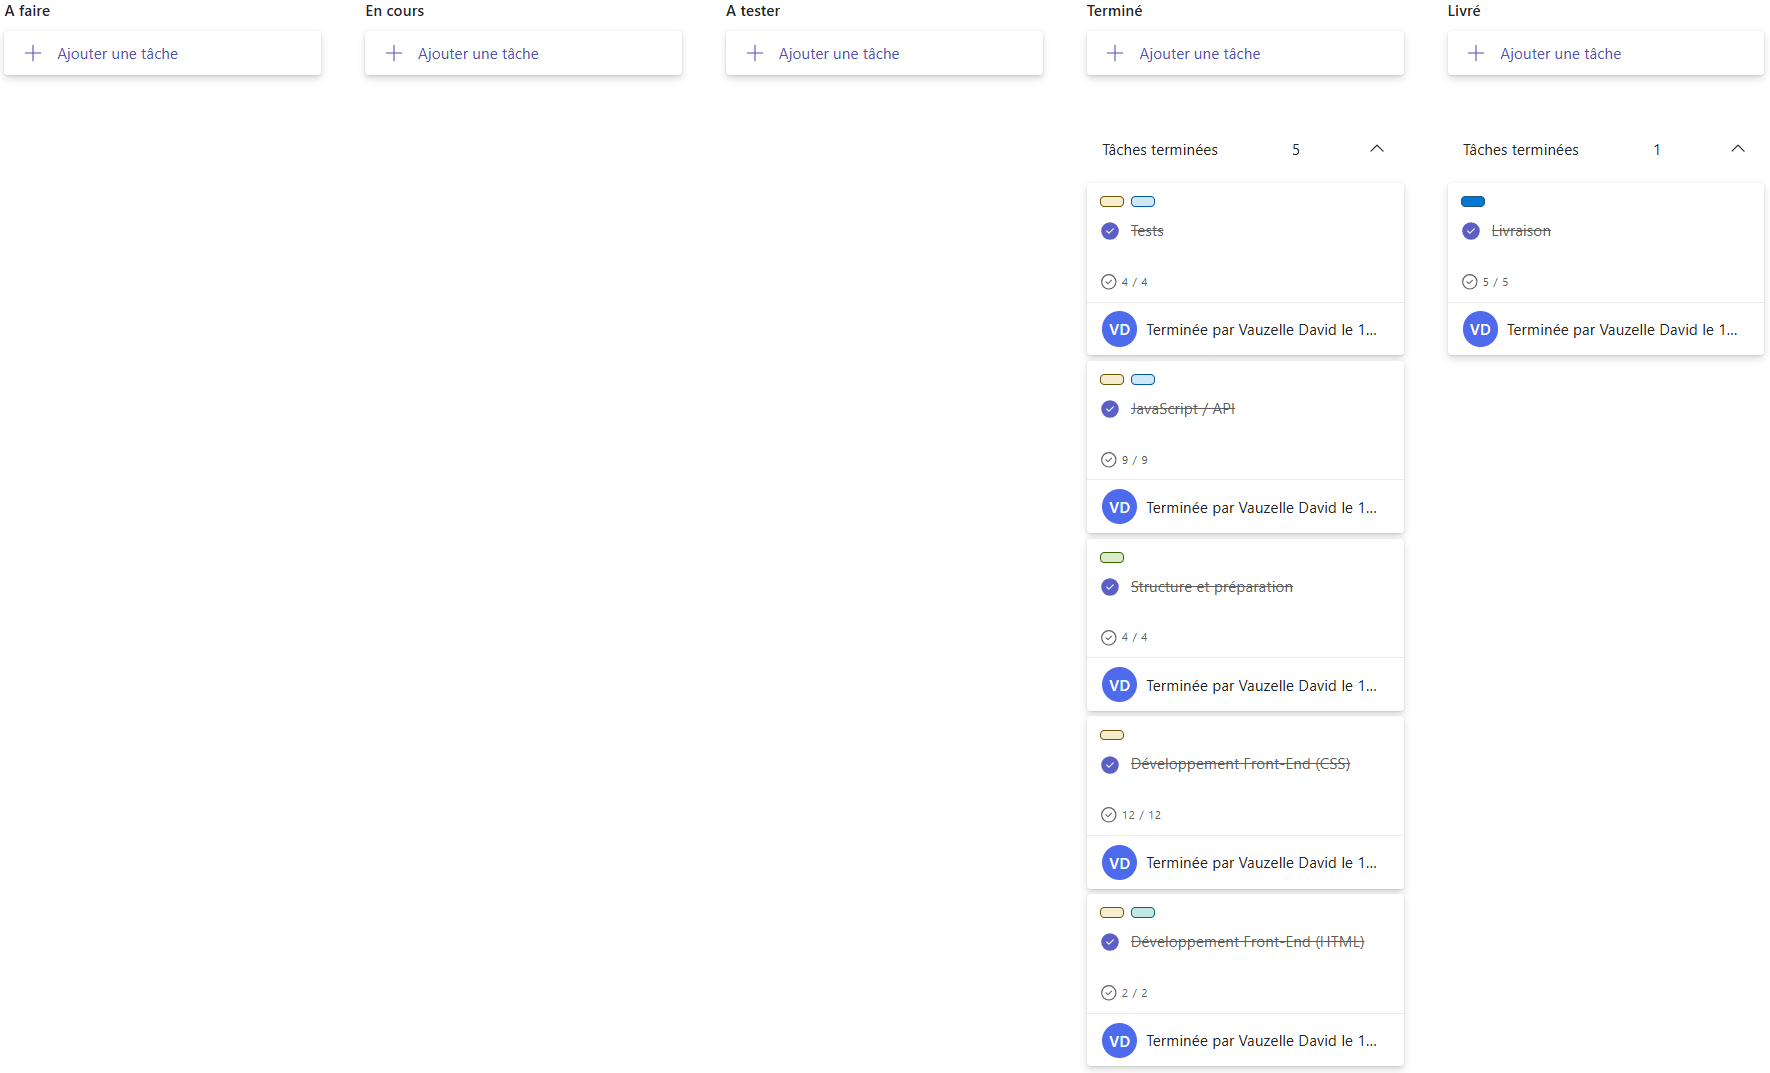 A faire
Ajouter une tâche
En cours
Ajouter une tâche
A tester
Ajouter une tâche
Terminé
Ajouter une tâche
Tâches terminées 5
Tests
4 / 4
VD Terminée par Vauzelle David le 1...
JavaScript / API
9 / 9
VD Terminée par Vauzelle David le 1...
Structure et préparation
4 / 4
VD Terminée par Vauzelle David le 1...
Développement Front-End (CSS)
12 / 12
VD Terminée par Vauzelle David le 1...
Développement Front-End (HTML)
2 / 2
VD Terminée par Vauzelle David le 1...
Livré
Ajouter une tâche
Tâches terminées 1
Livraison
5 / 5
VD Terminée par Vauzelle David le 1...